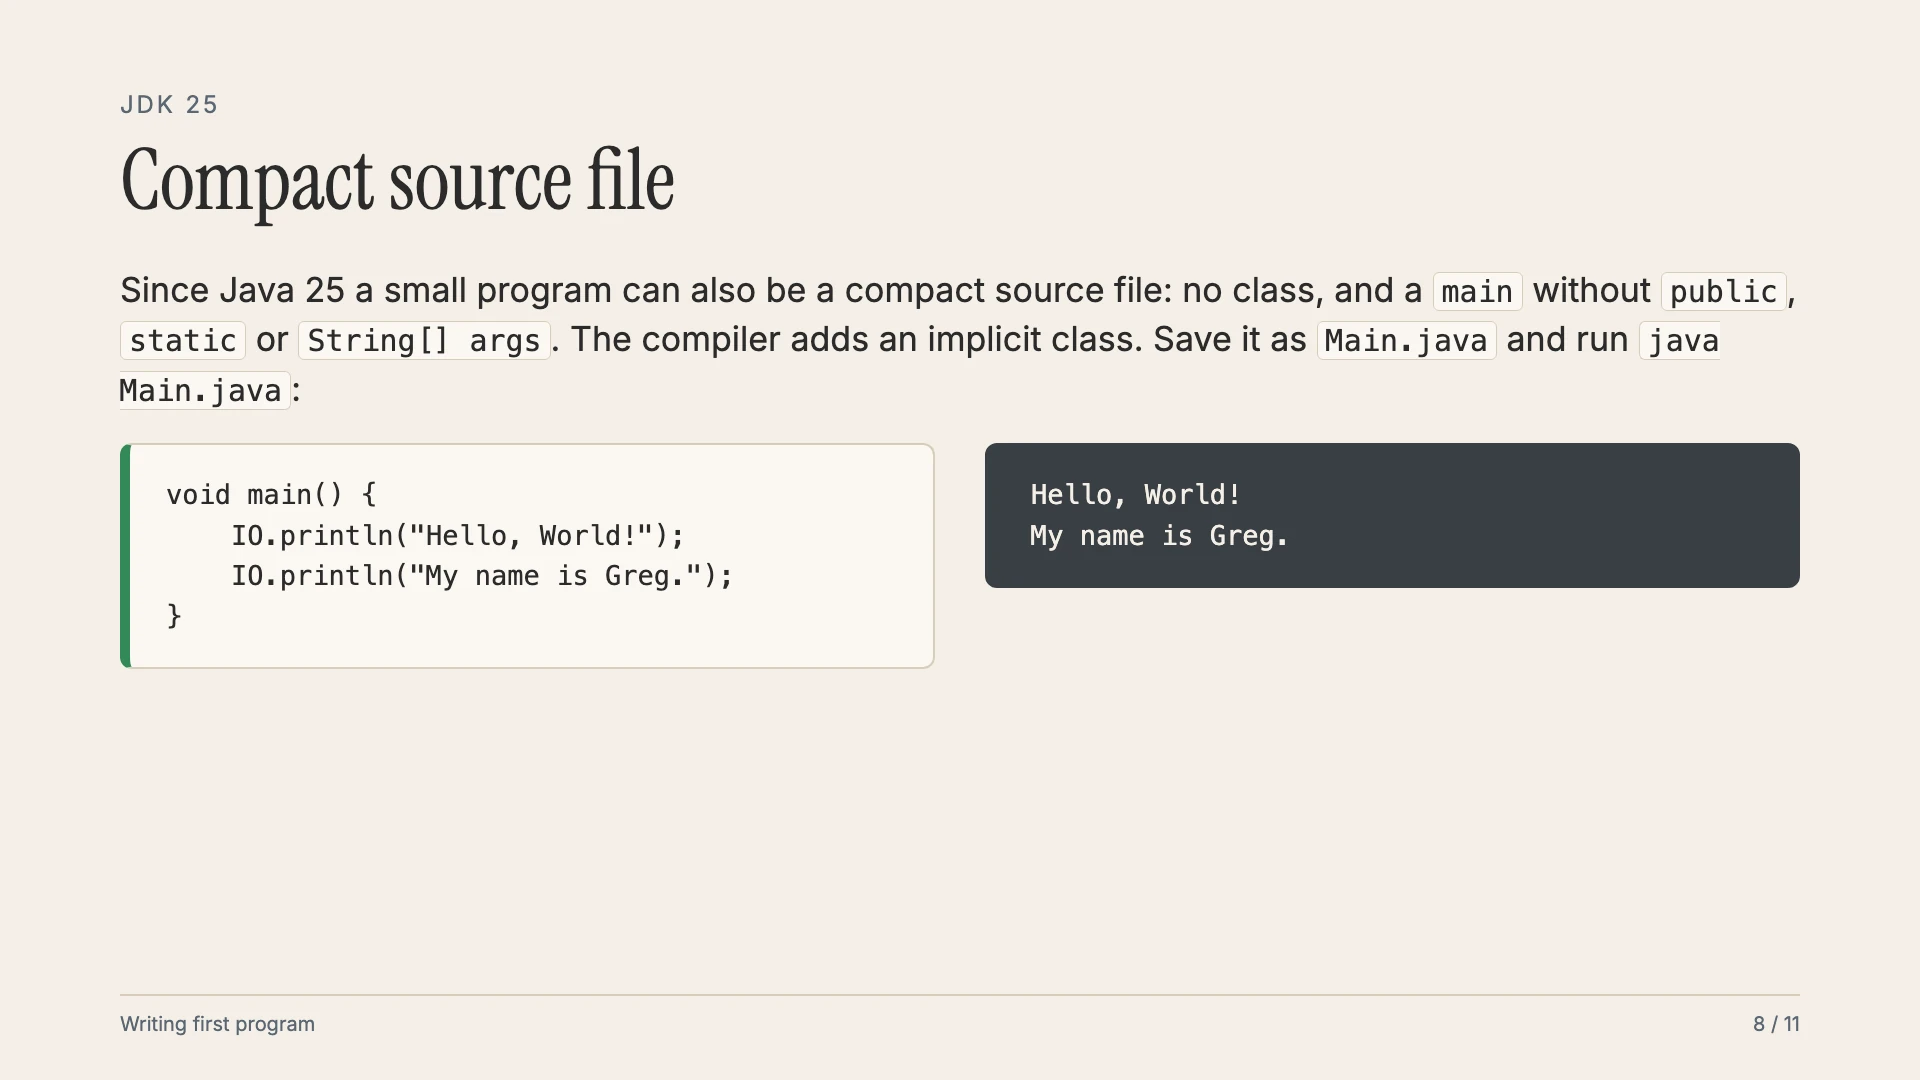 JDK 25
Compact source file
Since Java 25 a small program can also be a compact source file: no class, and a main without public,
static or String[] args. The compiler adds an implicit class. Save it as Main.java and run java
Main.java:
void main() {
    IO.println("Hello, World!");
    IO.println("My name is Greg.");
}
Hello, World!
My name is Greg.
Writing first program
8 / 11